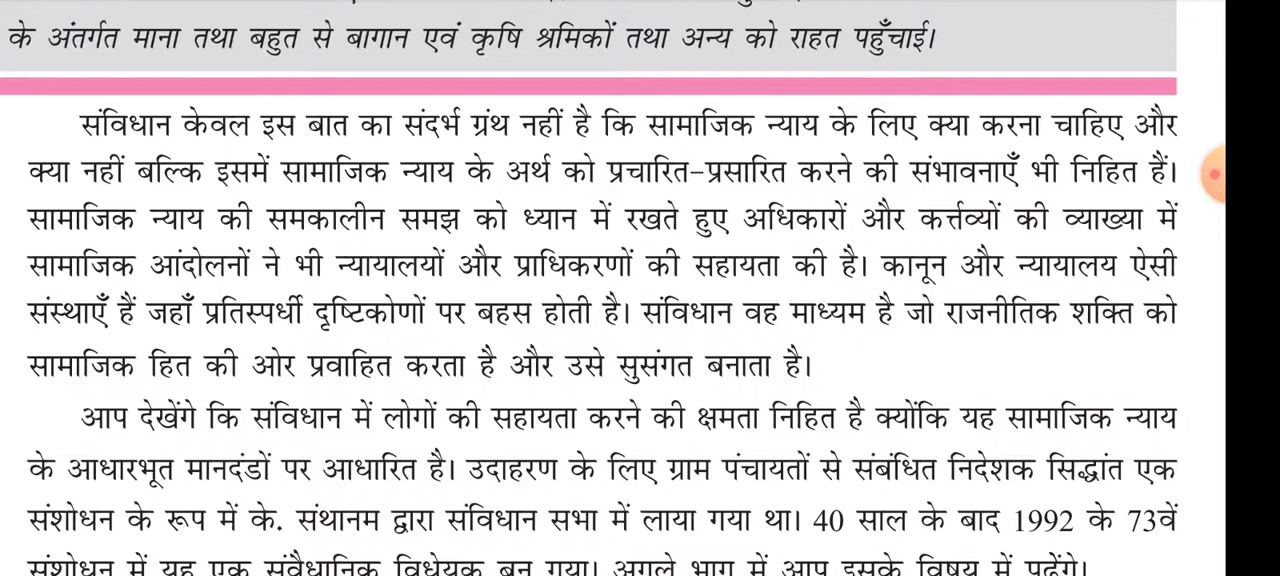 के अंतर्गत माना तथा बहुत से बागान एवं कृषि श्रमिकों तथा अन्य को राहत पहुँचाई।
संविधान केवल इस बात का संदर्भ ग्रंथ नहीं है कि सामाजिक न्याय के लिए क्या करना चाहिए और
क्या नहीं बल्कि इसमें सामाजिक न्याय के अर्थ को प्रचारित-प्रसारित करने की संभावनाएँ भी निहित हैं।
सामाजिक न्याय की समकालीन समझ को ध्यान में रखते हुए अधिकारों और कर्त्तव्यों की व्याख्या में
सामाजिक आंदोलनों ने भी न्यायालयों और प्राधिकरणों की सहायता की है। कानून और न्यायालय ऐसी
संस्थाएँ हैं जहाँ प्रतिस्पर्धी दृष्टिकोणों पर बहस होती है। संविधान वह माध्यम है जो राजनीतिक शक्ति को
सामाजिक हित की ओर प्रवाहित करता है और उसे सुसंगत बनाता है।
आप देखेंगे कि संविधान में लोगों की सहायता करने की क्षमता निहित है क्योंकि यह सामाजिक न्याय
के आधारभूत मानदंडों पर आधारित है। उदाहरण के लिए ग्राम पंचायतों से संबंधित निदेशक सिद्धांत एक
संशोधन के रूप में के. संथानम द्वारा संविधान सभा में लाया गया था। 40 साल के बाद 1992 के 73वें
संशोधन में यह एक संवैधानिक विधेयक बन गया। अगले भाग में आप इसके विषय में पढ़ेंगे।